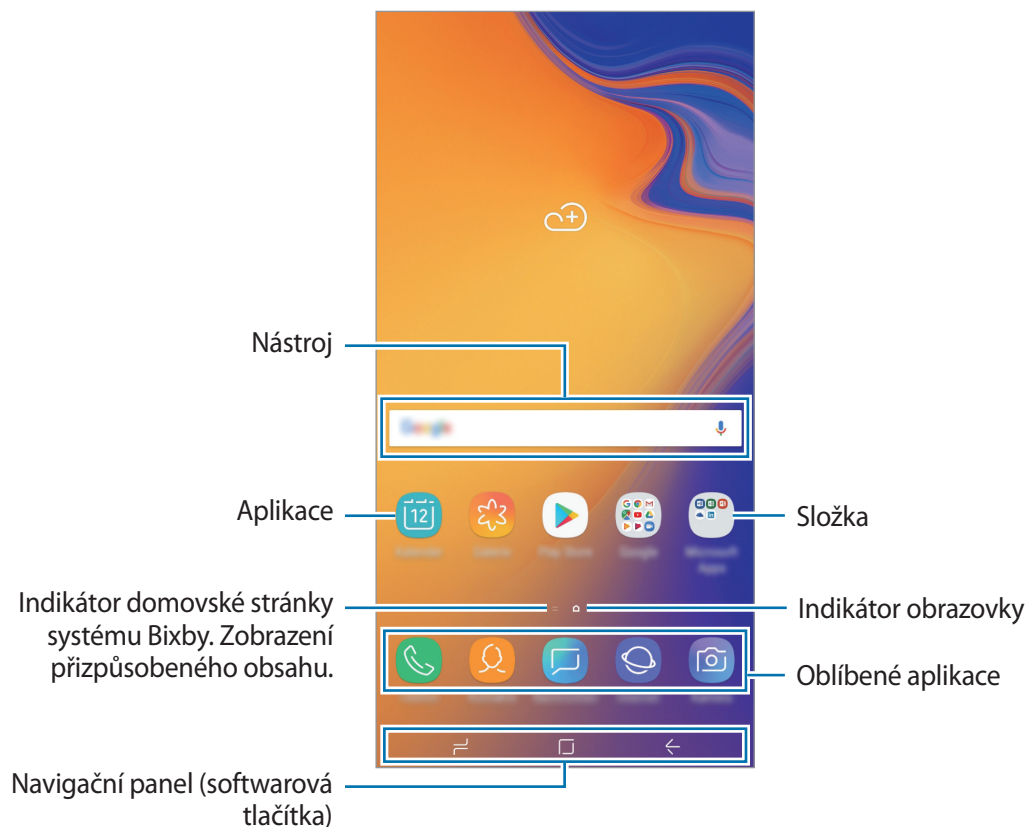 Nástroj
Aplikace
12
Složka
Indikátor domovské stránky
systému Bixby. Zobrazení
přizpůsobeného obsahu.
Indikátor obrazovky
Oblíbené aplikace
Navigační panel (softwarová
tlačítka)